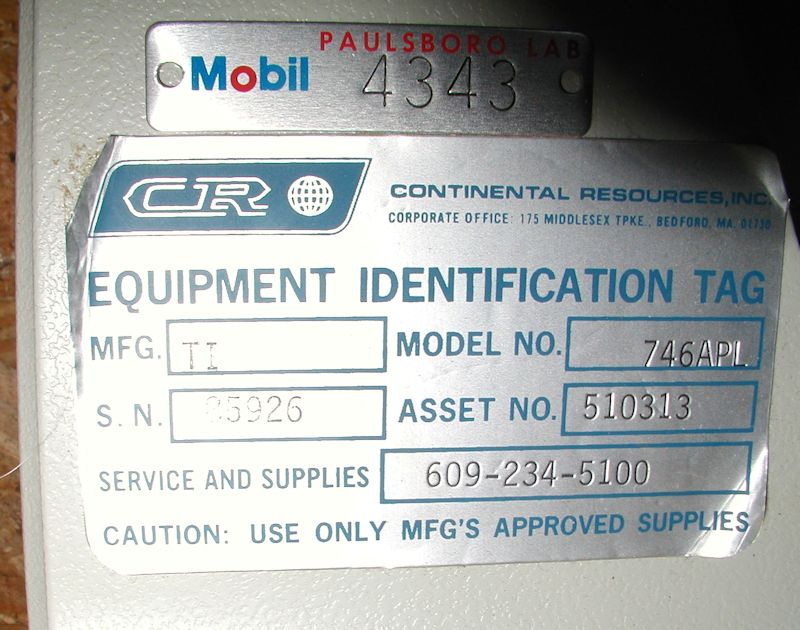 PAULSBORO LAB
Mobil 4343
CR CONTINENTAL RESOURCES, INC.
CORPORATE OFFICE: 175 MIDDLESEX TPKE., BEDFORD, MA. 01730
EQUIPMENT IDENTIFICATION TAG
MFG. TI MODEL NO. 746APL
S.N. ASSET NO. 510313
SERVICE AND SUPPLIES 609-234-5100
CAUTION: USE ONLY MFG'S APPROVED SUPPLIES